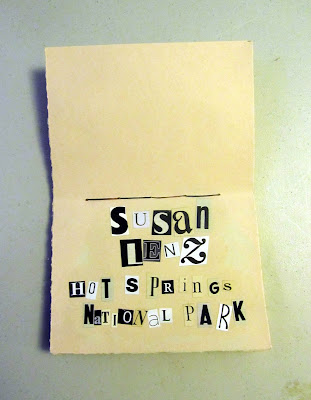 SUSAN
LENZ
HOT SPRINGS
NATIONAL PARK